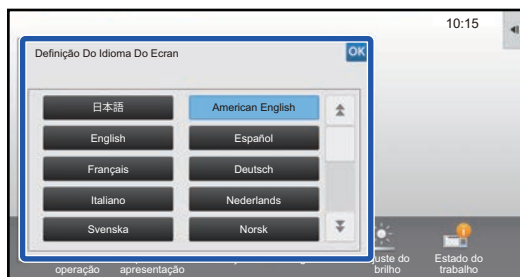 10:15
Definição Do Idioma Do Ecran
OK
日本語
American English
English
Español
Français
Deutsch
Italiano
Nederlands
Svenska
Norsk
operação
apresentação
uste do
brilho
Estado do
trabalho